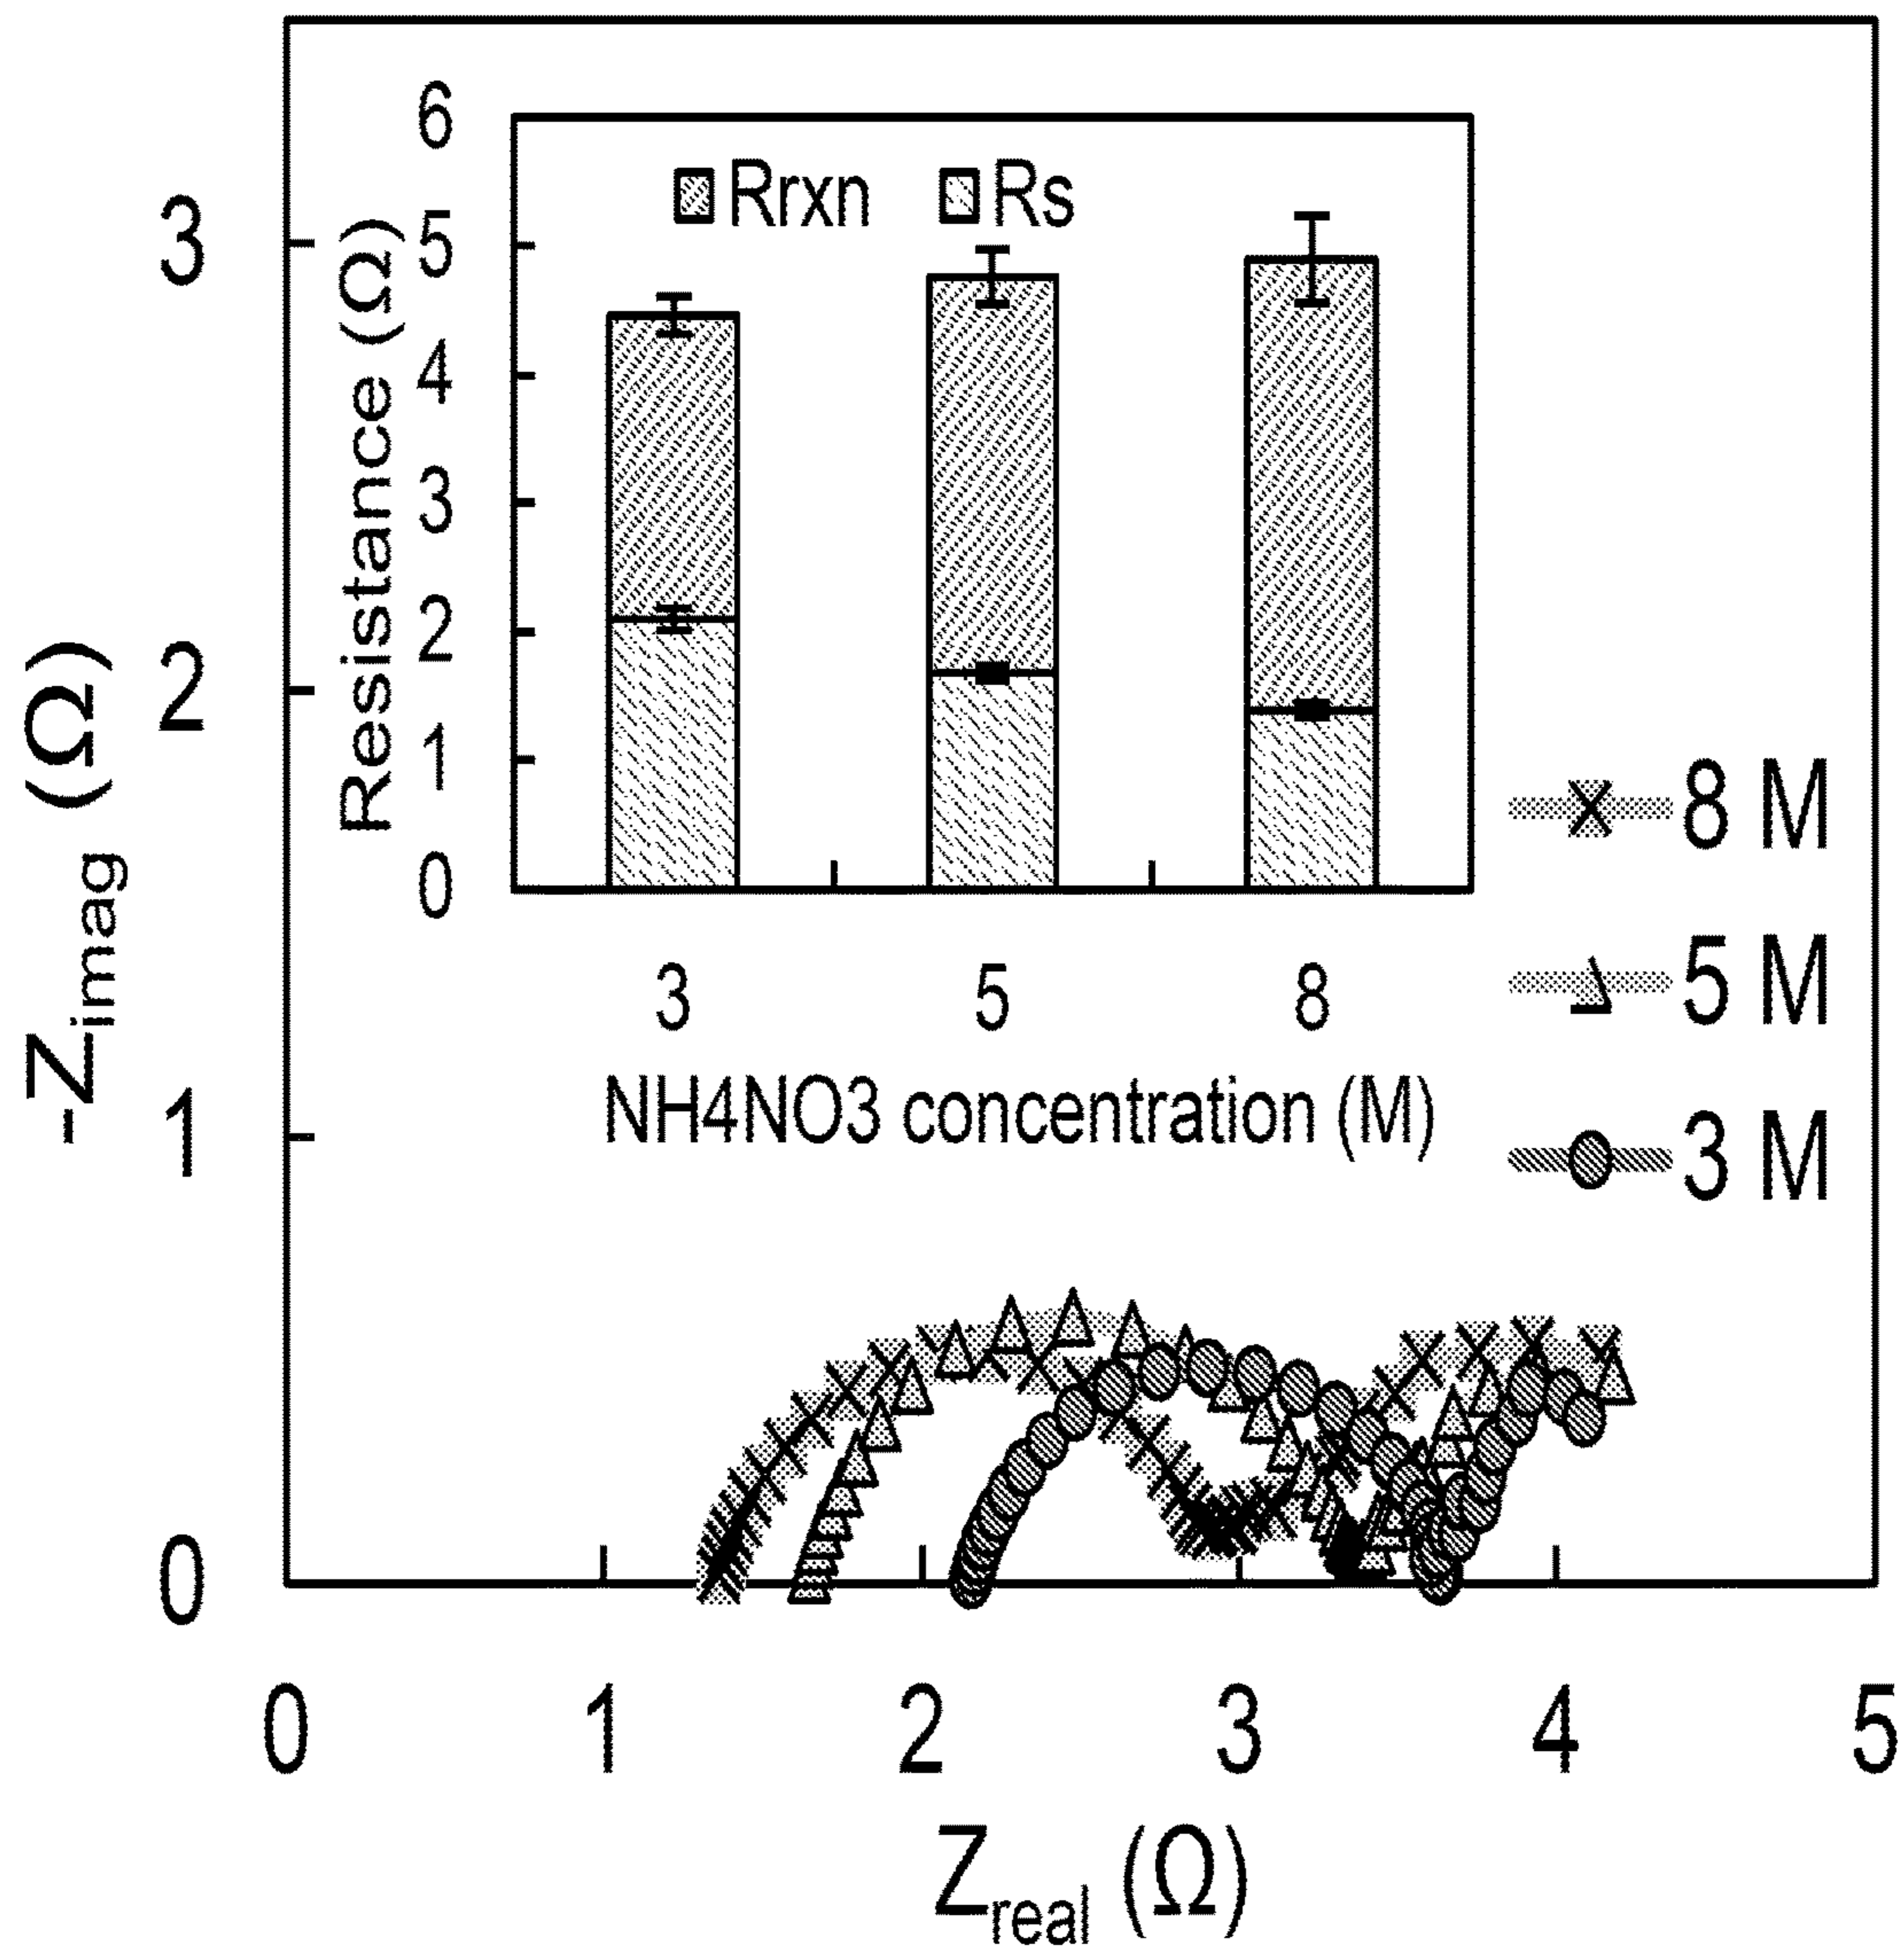 6
5
4
3
2
1
0
Resistance (Ω)
Rrxn Rs
3 5 8
NH4NO3 concentration (M)
3
2
1
0
-Zimag (Ω)
8 M
5 M
3 M
0 1 2 3 4 5
Zreal (Ω)